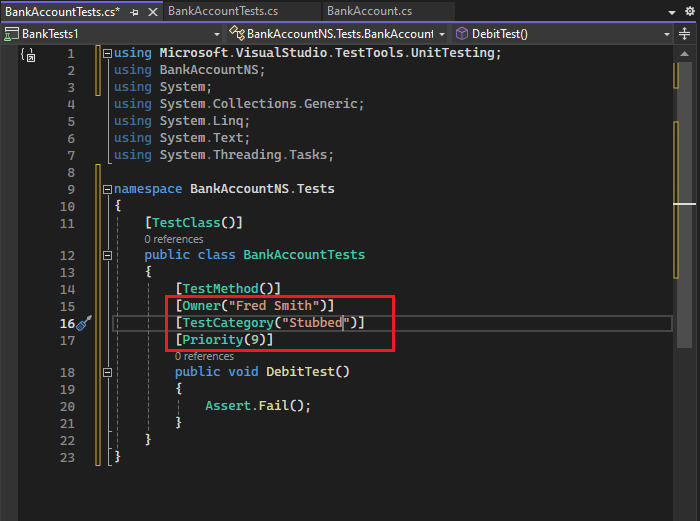 BankAccountTests.cs*
BankAccountTests.cs
BankAccount.cs
BankTests1
BankAccountNS.Tests.BankAccount
DebitTest()
1 using Microsoft.VisualStudio.TestTools.UnitTesting;
2 using BankAccountNS;
3 using System;
4 using System.Collections.Generic;
5 using System.Linq;
6 using System.Text;
7 using System.Threading.Tasks;
8
9 namespace BankAccountNS.Tests
10 {
11 [TestClass()]
0 references
12 public class BankAccountTests
13 {
14 [TestMethod()]
15 [Owner("Fred Smith")]
16 [TestCategory("Stubbed")]
17 [Priority(9)]
0 references
18 public void DebitTest()
19 {
20 Assert.Fail();
21 }
22 }
23 }